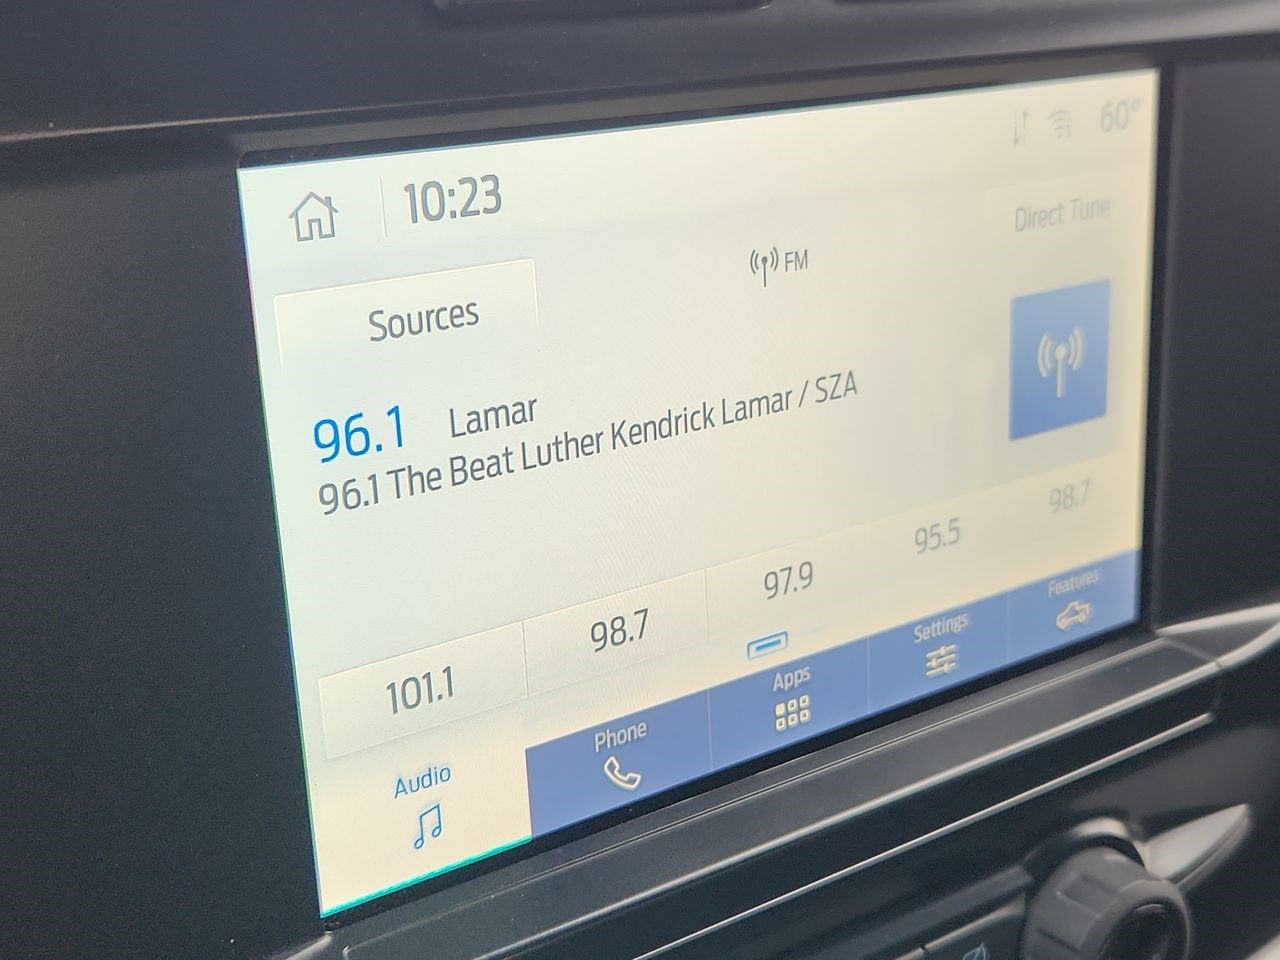 10:23
60°
Direct Tune
FM
Sources
96.1 Lamar
96.1 The Beat Luther Kendrick Lamar / SZA
101.1
98.7
97.9
95.5
98.7
Audio
Phone
Apps
Settings
Features